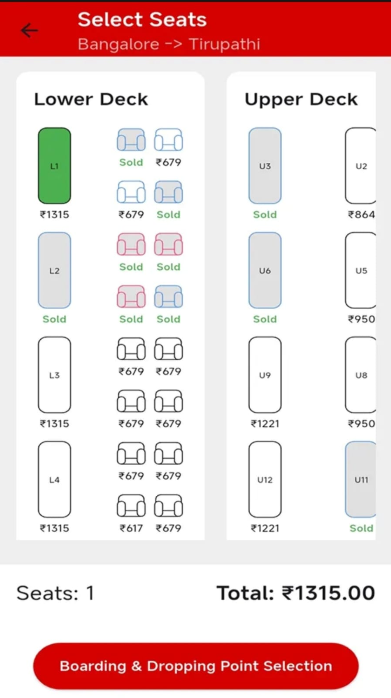 Select Seats
Bangalore -> Tirupathi
Lower Deck
L1
₹1315
Sold
₹679
₹679
Sold
L2
Sold
Sold
Sold
Sold
Sold
L3
₹1315
₹679
₹679
₹679
₹679
L4
₹1315
₹679
₹679
₹617
₹679
Upper Deck
U3
Sold
U2
₹864
U6
Sold
U5
₹950
U9
₹1221
U8
₹950
U12
₹1221
U11
Sold
Seats: 1
Total: ₹1315.00
Boarding & Dropping Point Selection